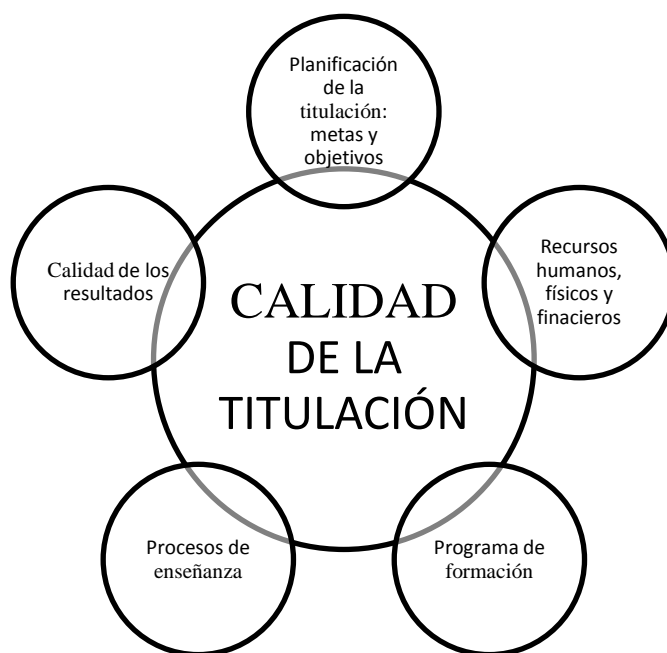 Planificación
de la
titulación:
metas y
objetivos
Calidad de los
resultados
CALIDAD
DE LA
TITULACIÓN
Recursos
humanos,
físicos y
finacieros
Procesos de
enseñanza
Programa de
formación